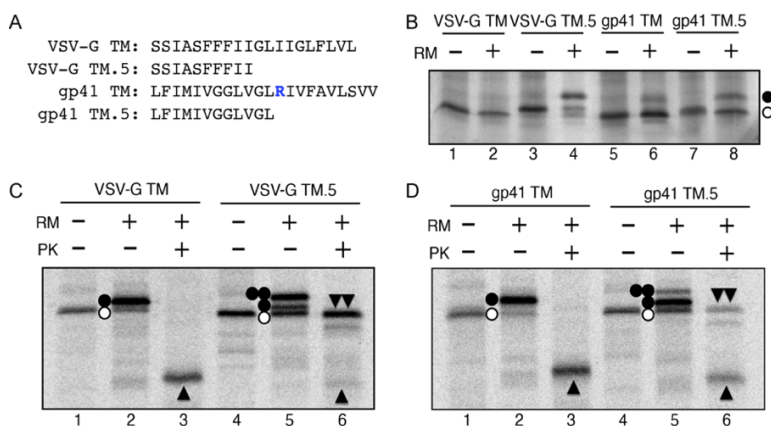 A
VSV-G TM: SSIASFFFIIGLIIGLFLVL
VSV-G TM.5: SSIASFFFII
gp41 TM: LFIMIVGGLVGLRIVFAVLSVV
gp41 TM.5: LFIMIVGGLVGL
B
VSV-G TM VSV-G TM.5 gp41 TM gp41 TM.5
RM − + − + − + − +
1 2 3 4 5 6 7 8
C
VSV-G TM VSV-G TM.5
RM − + + − + +
PK − − + − − +
1 2 3 4 5 6
D
gp41 TM gp41 TM.5
RM − + + − + +
PK − − + − − +
1 2 3 4 5 6